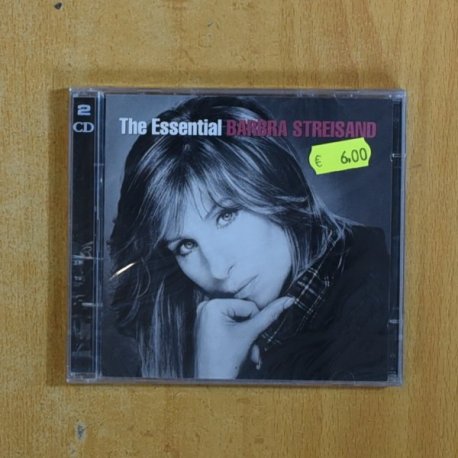 The Essential BARBRA STREISAND
€ 6,00
2
CD